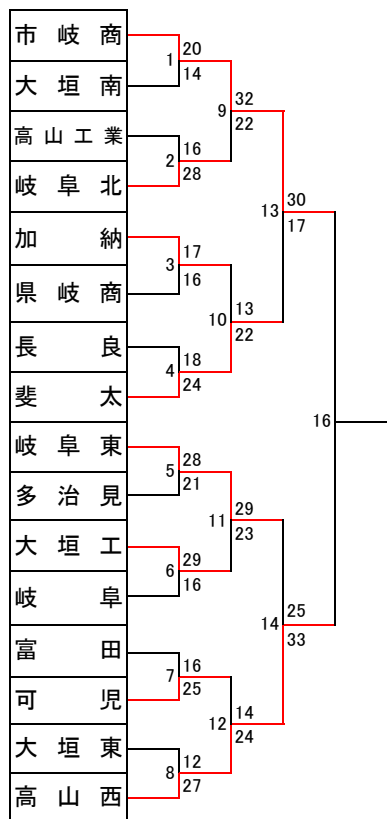 市岐商
大垣南
高山工業
岐阜北
加納
県岐商
長良
斐太
岐阜東
多治見
大垣工
岐阜
富田
可児
大垣東
高山西
1
20
14
2
16
28
3
17
16
4
18
24
5
28
21
6
29
16
7
16
25
8
12
27
9
32
22
10
13
22
11
29
23
12
14
24
13
30
17
14
25
33
16